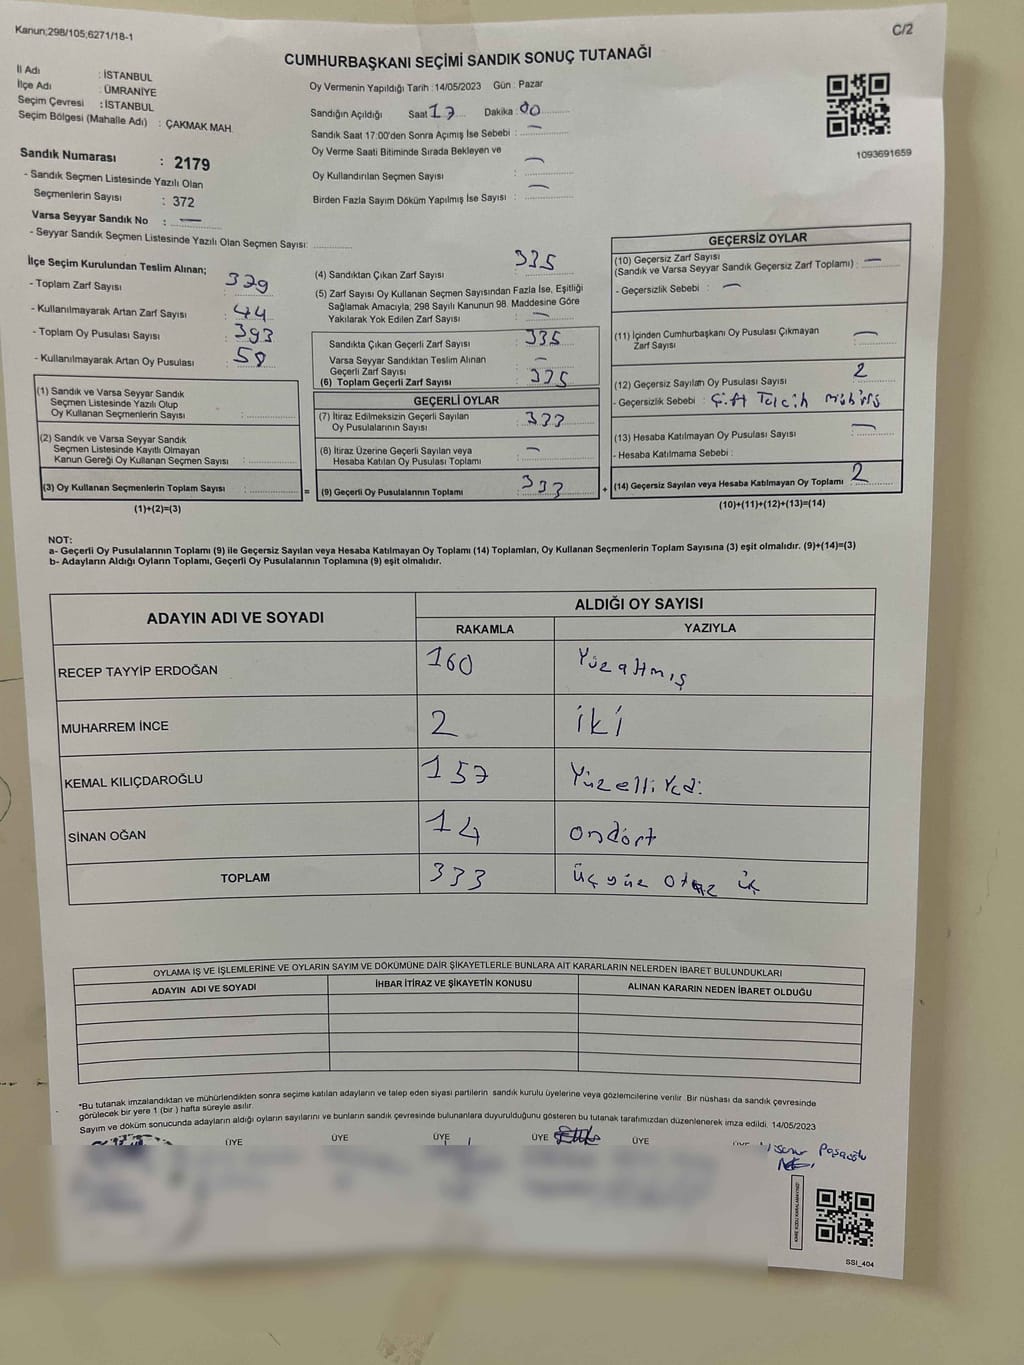 Kanun;298/105;6271/18-1
C/2
CUMHURBAŞKANI SEÇİMİ SANDIK SONUÇ TUTANAĞI
İl Adı : İSTANBUL
İlçe Adı : ÜMRANİYE
Seçim Çevresi : İSTANBUL
Seçim Bölgesi (Mahalle Adı) : ÇAKMAK MAH.
Sandık Numarası : 2179
- Sandık Seçmen Listesinde Yazılı Olan
Seçmenlerin Sayısı : 372
Varsa Seyyar Sandık No : —
- Seyyar Sandık Seçmen Listesinde Yazılı Olan Seçmen Sayısı:
Oy Vermenin Yapıldığı Tarih : 14/05/2023 Gün : Pazar
Sandığın Açıldığı Saat 17 Dakika : 00
Sandık Saat 17:00'den Sonra Açımış İse Sebebi : —
Oy Verme Saati Bitiminde Sırada Bekleyen ve
Oy Kullandırılan Seçmen Sayısı : —
Birden Fazla Sayım Döküm Yapılmış İse Sayısı : —
1093691659
İlçe Seçim Kurulundan Teslim Alınan;
- Toplam Zarf Sayısı : 379
- Kullanılmayarak Artan Zarf Sayısı : 44
- Toplam Oy Pusulası Sayısı : 393
- Kullanılmayarak Artan Oy Pusulası : 58
(1) Sandık ve Varsa Seyyar Sandık
Seçmen Listesinde Yazılı Olup
Oy Kullanan Seçmenlerin Sayısı :
(2) Sandık ve Varsa Seyyar Sandık
Seçmen Listesinde Kayıtlı Olmayan
Kanun Gereği Oy Kullanan Seçmen Sayısı :
(3) Oy Kullanan Seçmenlerin Toplam Sayısı : =
(1)+(2)=(3)
(4) Sandıktan Çıkan Zarf Sayısı : 335
(5) Zarf Sayısı Oy Kullanan Seçmen Sayısından Fazla İse, Eşitliği
Sağlamak Amacıyla; 298 Sayılı Kanunun 98. Maddesine Göre
Yakılarak Yok Edilen Zarf Sayısı : —
Sandıkta Çıkan Geçerli Zarf Sayısı : 335
Varsa Seyyar Sandıktan Teslim Alınan
Geçerli Zarf Sayısı : —
(6) Toplam Geçerli Zarf Sayısı : 335
GEÇERLİ OYLAR
(7) İtiraz Edilmeksizin Geçerli Sayılan
Oy Pusulalarının Sayısı : 333
(8) İtiraz Üzerine Geçerli Sayılan veya
Hesaba Katılan Oy Pusulası Toplamı : —
(9) Geçerli Oy Pusulalarının Toplamı : 333 +
GEÇERSİZ OYLAR
(10) Geçersiz Zarf Sayısı
(Sandık ve Varsa Seyyar Sandık Geçersiz Zarf Toplamı) : —
- Geçersizlik Sebebi : —
(11) İçinden Cumhurbaşkanı Oy Pusulası Çıkmayan
Zarf Sayısı : —
(12) Geçersiz Sayılan Oy Pusulası Sayısı : 2
- Geçersizlik Sebebi : Çift Tercih
(13) Hesaba Katılmayan Oy Pusulası Sayısı : —
- Hesaba Katılmama Sebebi :
(14) Geçersiz Sayılan veya Hesaba Katılmayan Oy Toplamı : 2
(10)+(11)+(12)+(13)=(14)
NOT:
a- Geçerli Oy Pusulalarının Toplamı (9) ile Geçersiz Sayılan veya Hesaba Katılmayan Oy Toplamı (14) Toplamları, Oy Kullanan Seçmenlerin Toplam Sayısına (3) eşit olmalıdır. (9)+(14)=(3)
b- Adayların Aldığı Oyların Toplamı, Geçerli Oy Pusulalarının Toplamına (9) eşit olmalıdır.
ADAYIN ADI VE SOYADI ALDIĞI OY SAYISI
RAKAMLA YAZIYLA
RECEP TAYYİP ERDOĞAN 160 Yüzaltmış
MUHARREM İNCE 2 iki
KEMAL KILIÇDAROĞLU 157 Yüzelli Yedi
SİNAN OĞAN 14 ondört
TOPLAM 333 üç yüz otuz üç
OYLAMA İŞ VE İŞLEMLERİNE VE OYLARIN SAYIM VE DÖKÜMÜNE DAİR ŞİKAYETLERLE BUNLARA AİT KARARLARIN NELERDEN İBARET BULUNDUKLARI
ADAYIN ADI VE SOYADI İHBAR İTİRAZ VE ŞİKAYETİN KONUSU ALINAN KARARIN NEDEN İBARET OLDUĞU
*Bu tutanak imzalandıktan ve mühürlendikten sonra seçime katılan adayların ve talep eden siyasi partilerin sandık kurulu üyelerine veya gözlemcilerine verilir. Bir nüshası da sandık çevresinde
görülecek bir yere 1 (bir ) hafta süreyle asılır.
Sayım ve döküm sonucunda adayların aldığı oyların sayılarını ve bunların sandık çevresinde bulunanlara duyurulduğunu gösteren bu tutanak tarafımızdan düzenlenerek imza edildi. 14/05/2023
ÜYE ÜYE ÜYE ÜYE ÜYE
SSI_404